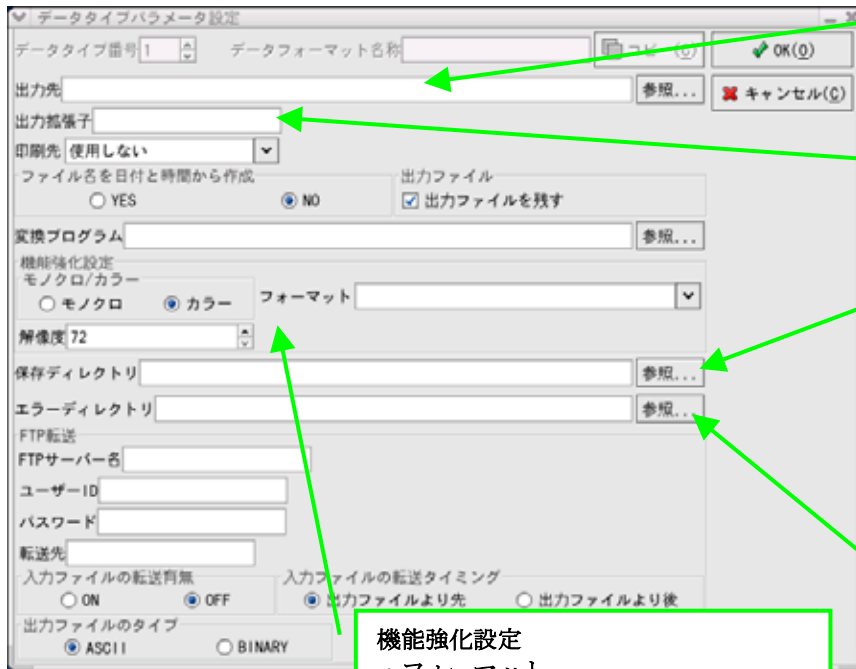 データタイプパラメータ設定
データタイプ番号 1 データフォーマット名称 コピー(G) OK(O)
出力先 参照... キャンセル(C)
出力拡張子
印刷先 使用しない
ファイル名を日付と時間から作成 出力ファイル
YES NO 出力ファイルを残す
変換プログラム 参照...
機能強化設定
モノクロ/カラー
モノクロ カラー フォーマット
解像度 72
保存ディレクトリ 参照...
エラーディレクトリ 参照...
FTP転送
FTPサーバー名
ユーザーID
パスワード
転送先
入力ファイルの転送有無 入力ファイルの転送タイミング
ON OFF 出力ファイルより先 出力ファイルより後
出力ファイルのタイプ
ASCII BINARY
機能強化設定